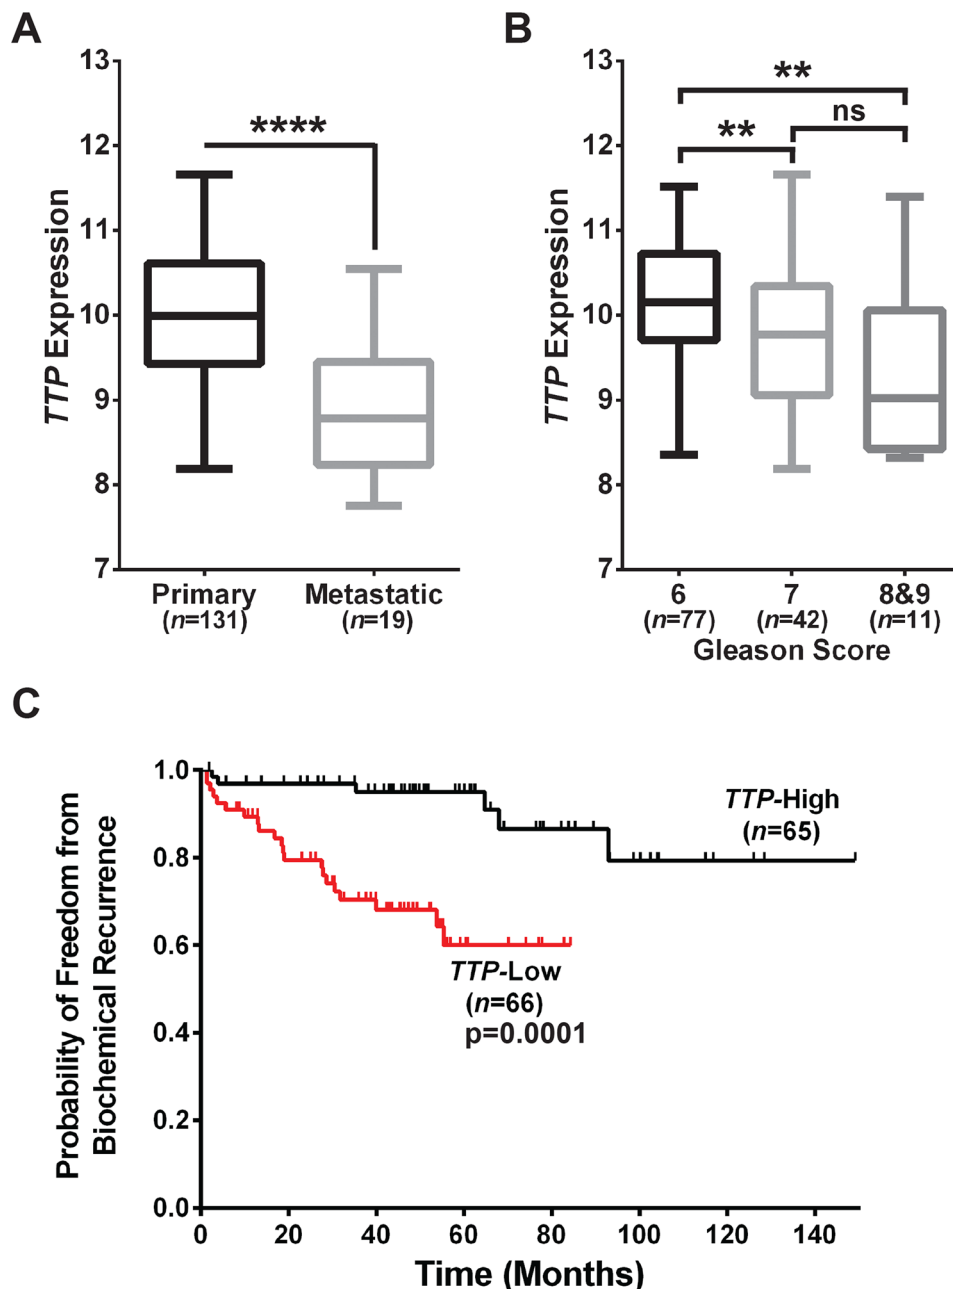 A
13
12
11
10
9
8
7
TTP Expression
****
Primary
(n=131)
Metastatic
(n=19)
B
13
12
11
10
9
8
7
TTP Expression
**
**
ns
6
(n=77)
7
(n=42)
8&9
(n=11)
Gleason Score
C
Probability of Freedom from
Biochemical Recurrence
1.0
0.8
0.6
0.4
0.2
0.0
TTP-High
(n=65)
TTP-Low
(n=66)
p=0.0001
0 20 40 60 80 100 120 140
Time (Months)